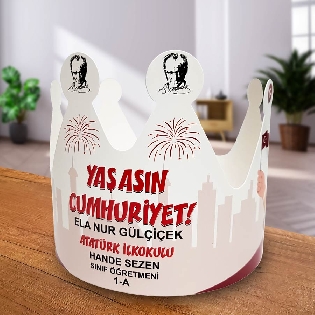 YAŞASIN
CUMHURİYET!
ELA NUR GÜLÇİÇEK
ATATÜRK İLKOKULU
HANDE SEZEN
SINIF ÖĞRETMENİ
1-A